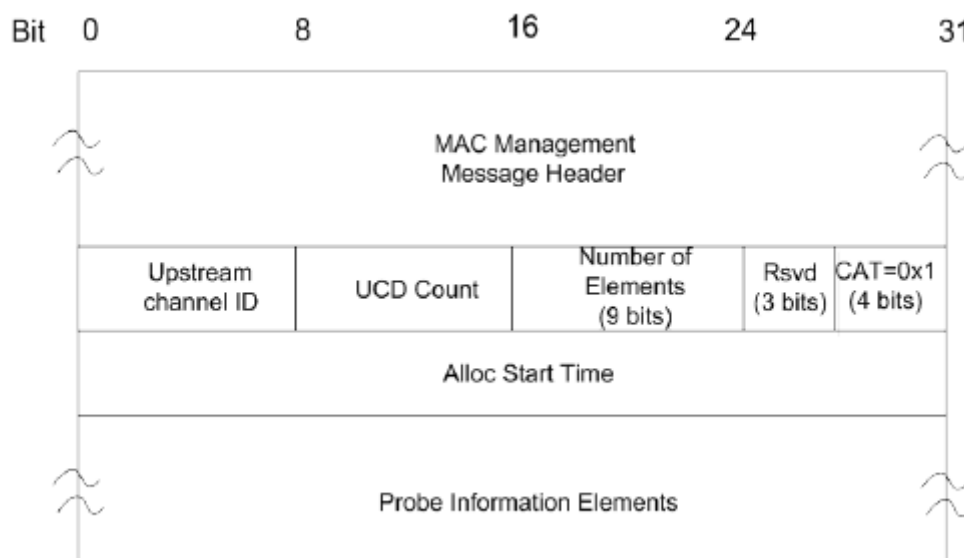 Bit 0 8 16 24 31
MAC Management
Message Header
Upstream
channel ID
UCD Count
Number of
Elements
(9 bits)
Rsvd
(3 bits)
CAT=0x1
(4 bits)
Alloc Start Time
Probe Information Elements